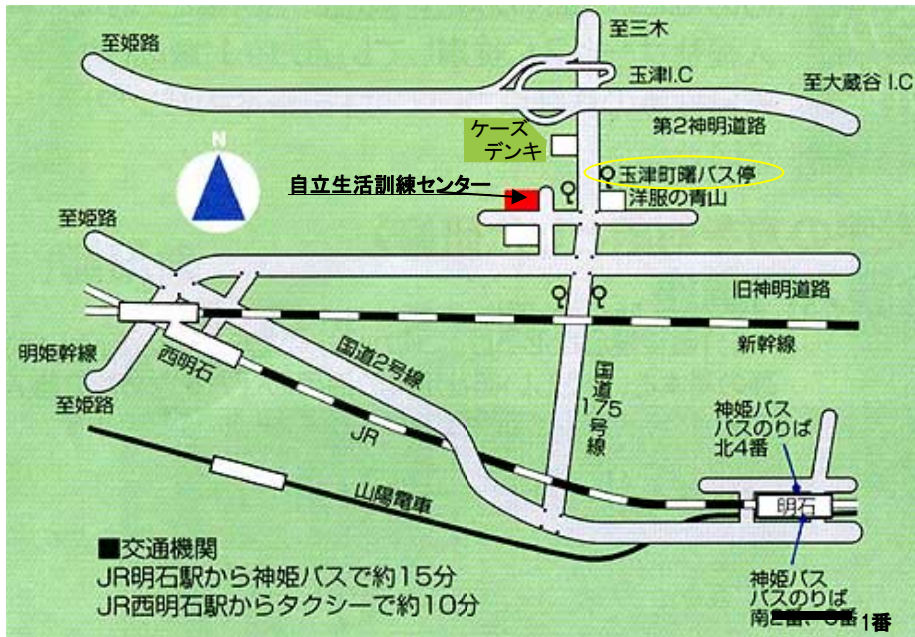 至三木
至姫路
玉津I.C
至大蔵谷 I.C
第2神明道路
ケーズ
デンキ
N
玉津町曙バス停
自立生活訓練センター
洋服の青山
至姫路
旧神明道路
新幹線
明姫幹線
西明石
国道2号線
国道175号線
至姫路
JR
神姫バス
バスのりば
北4番
山陽電車
明石
■交通機関
JR明石駅から神姫バスで約15分
JR西明石駅からタクシーで約10分
神姫バス
バスのりば
南2番、 1番